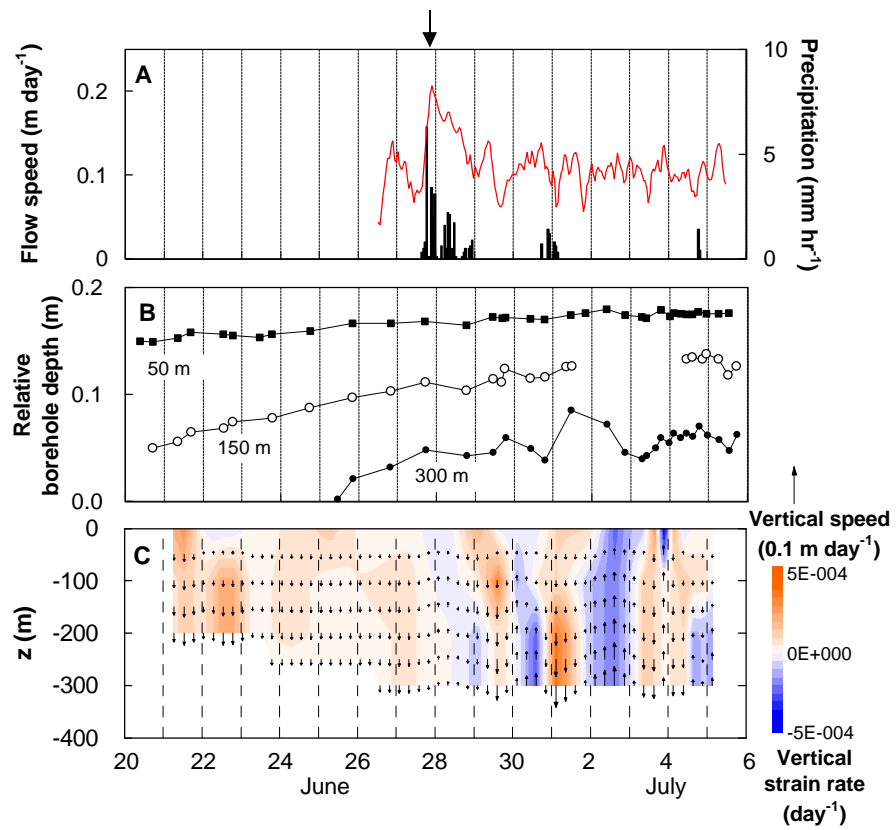 A
Flow speed (m day-1)
0.2
0.1
0
10
5
0
Precipitation (mm hr-1)
B
Relative
borehole depth (m)
0.2
0.1
0.0
50 m
150 m
300 m
C
z (m)
0
-100
-200
-300
-400
20 22 24 26 28 30 2 4 6
June July
Vertical speed
(0.1 m day-1)
5E-004
0E+000
-5E-004
Vertical
strain rate
(day-1)